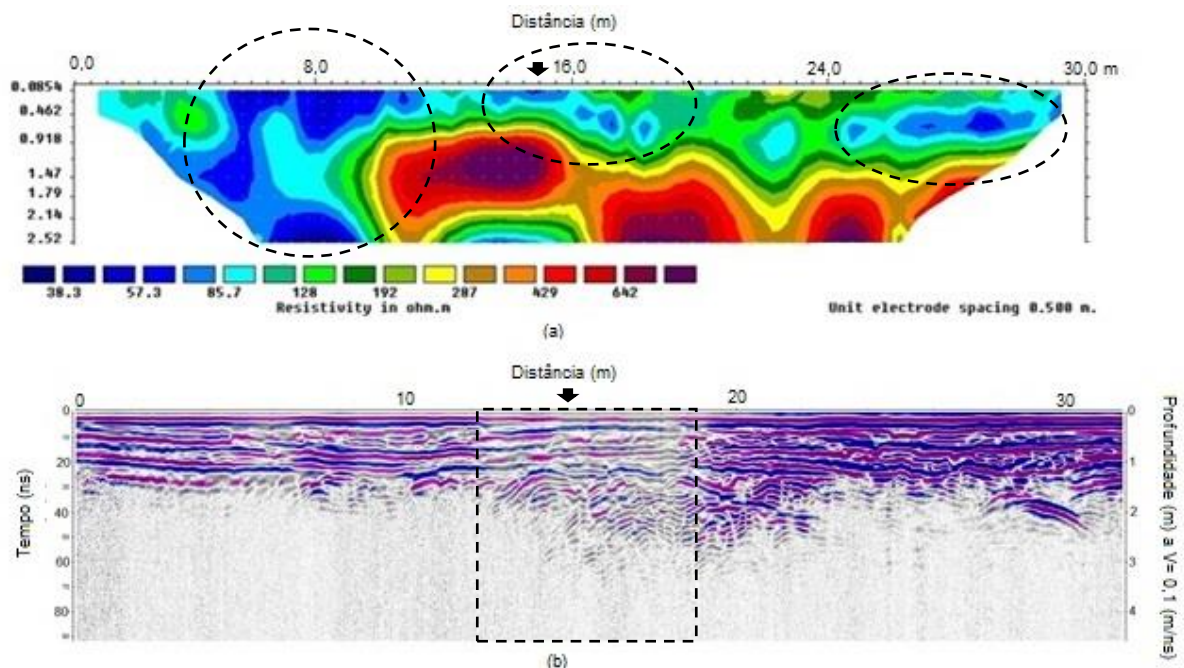 Distância (m)
0,0 8,0 16,0 24,0 30,0 m
0.0854
0.462
0.918
1.47
1.79
2.14
2.52
38.3 57.3 85.7 128 192 287 429 642
Resistivity in ohm.m Unit electrode spacing 0.500 m.
(a)
Distância (m)
0 10 20 30
Tempo (ns)
0
20
40
60
80
0
1
2
3
4
Profundidade (m) a V= 0,1 (m/ns)
(b)